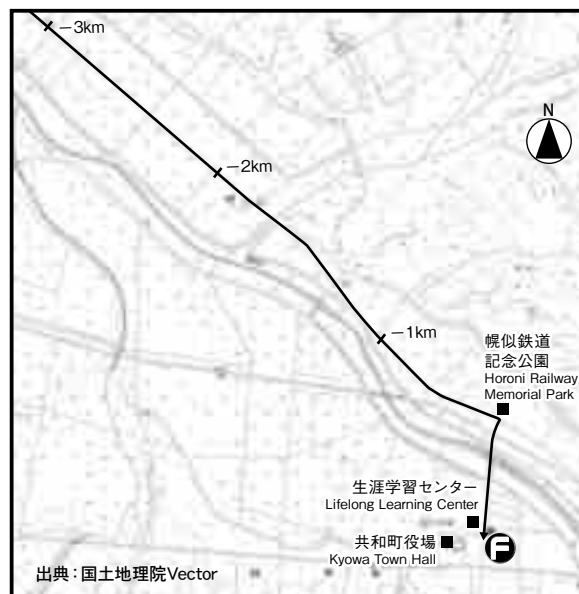 −3km
N
−2km
−1km
幌似鉄道
記念公園
Horoni Railway
Memorial Park
生涯学習センター
Lifelong Learning Center
共和町役場
Kyowa Town Hall
F
出典：国土地理院Vector